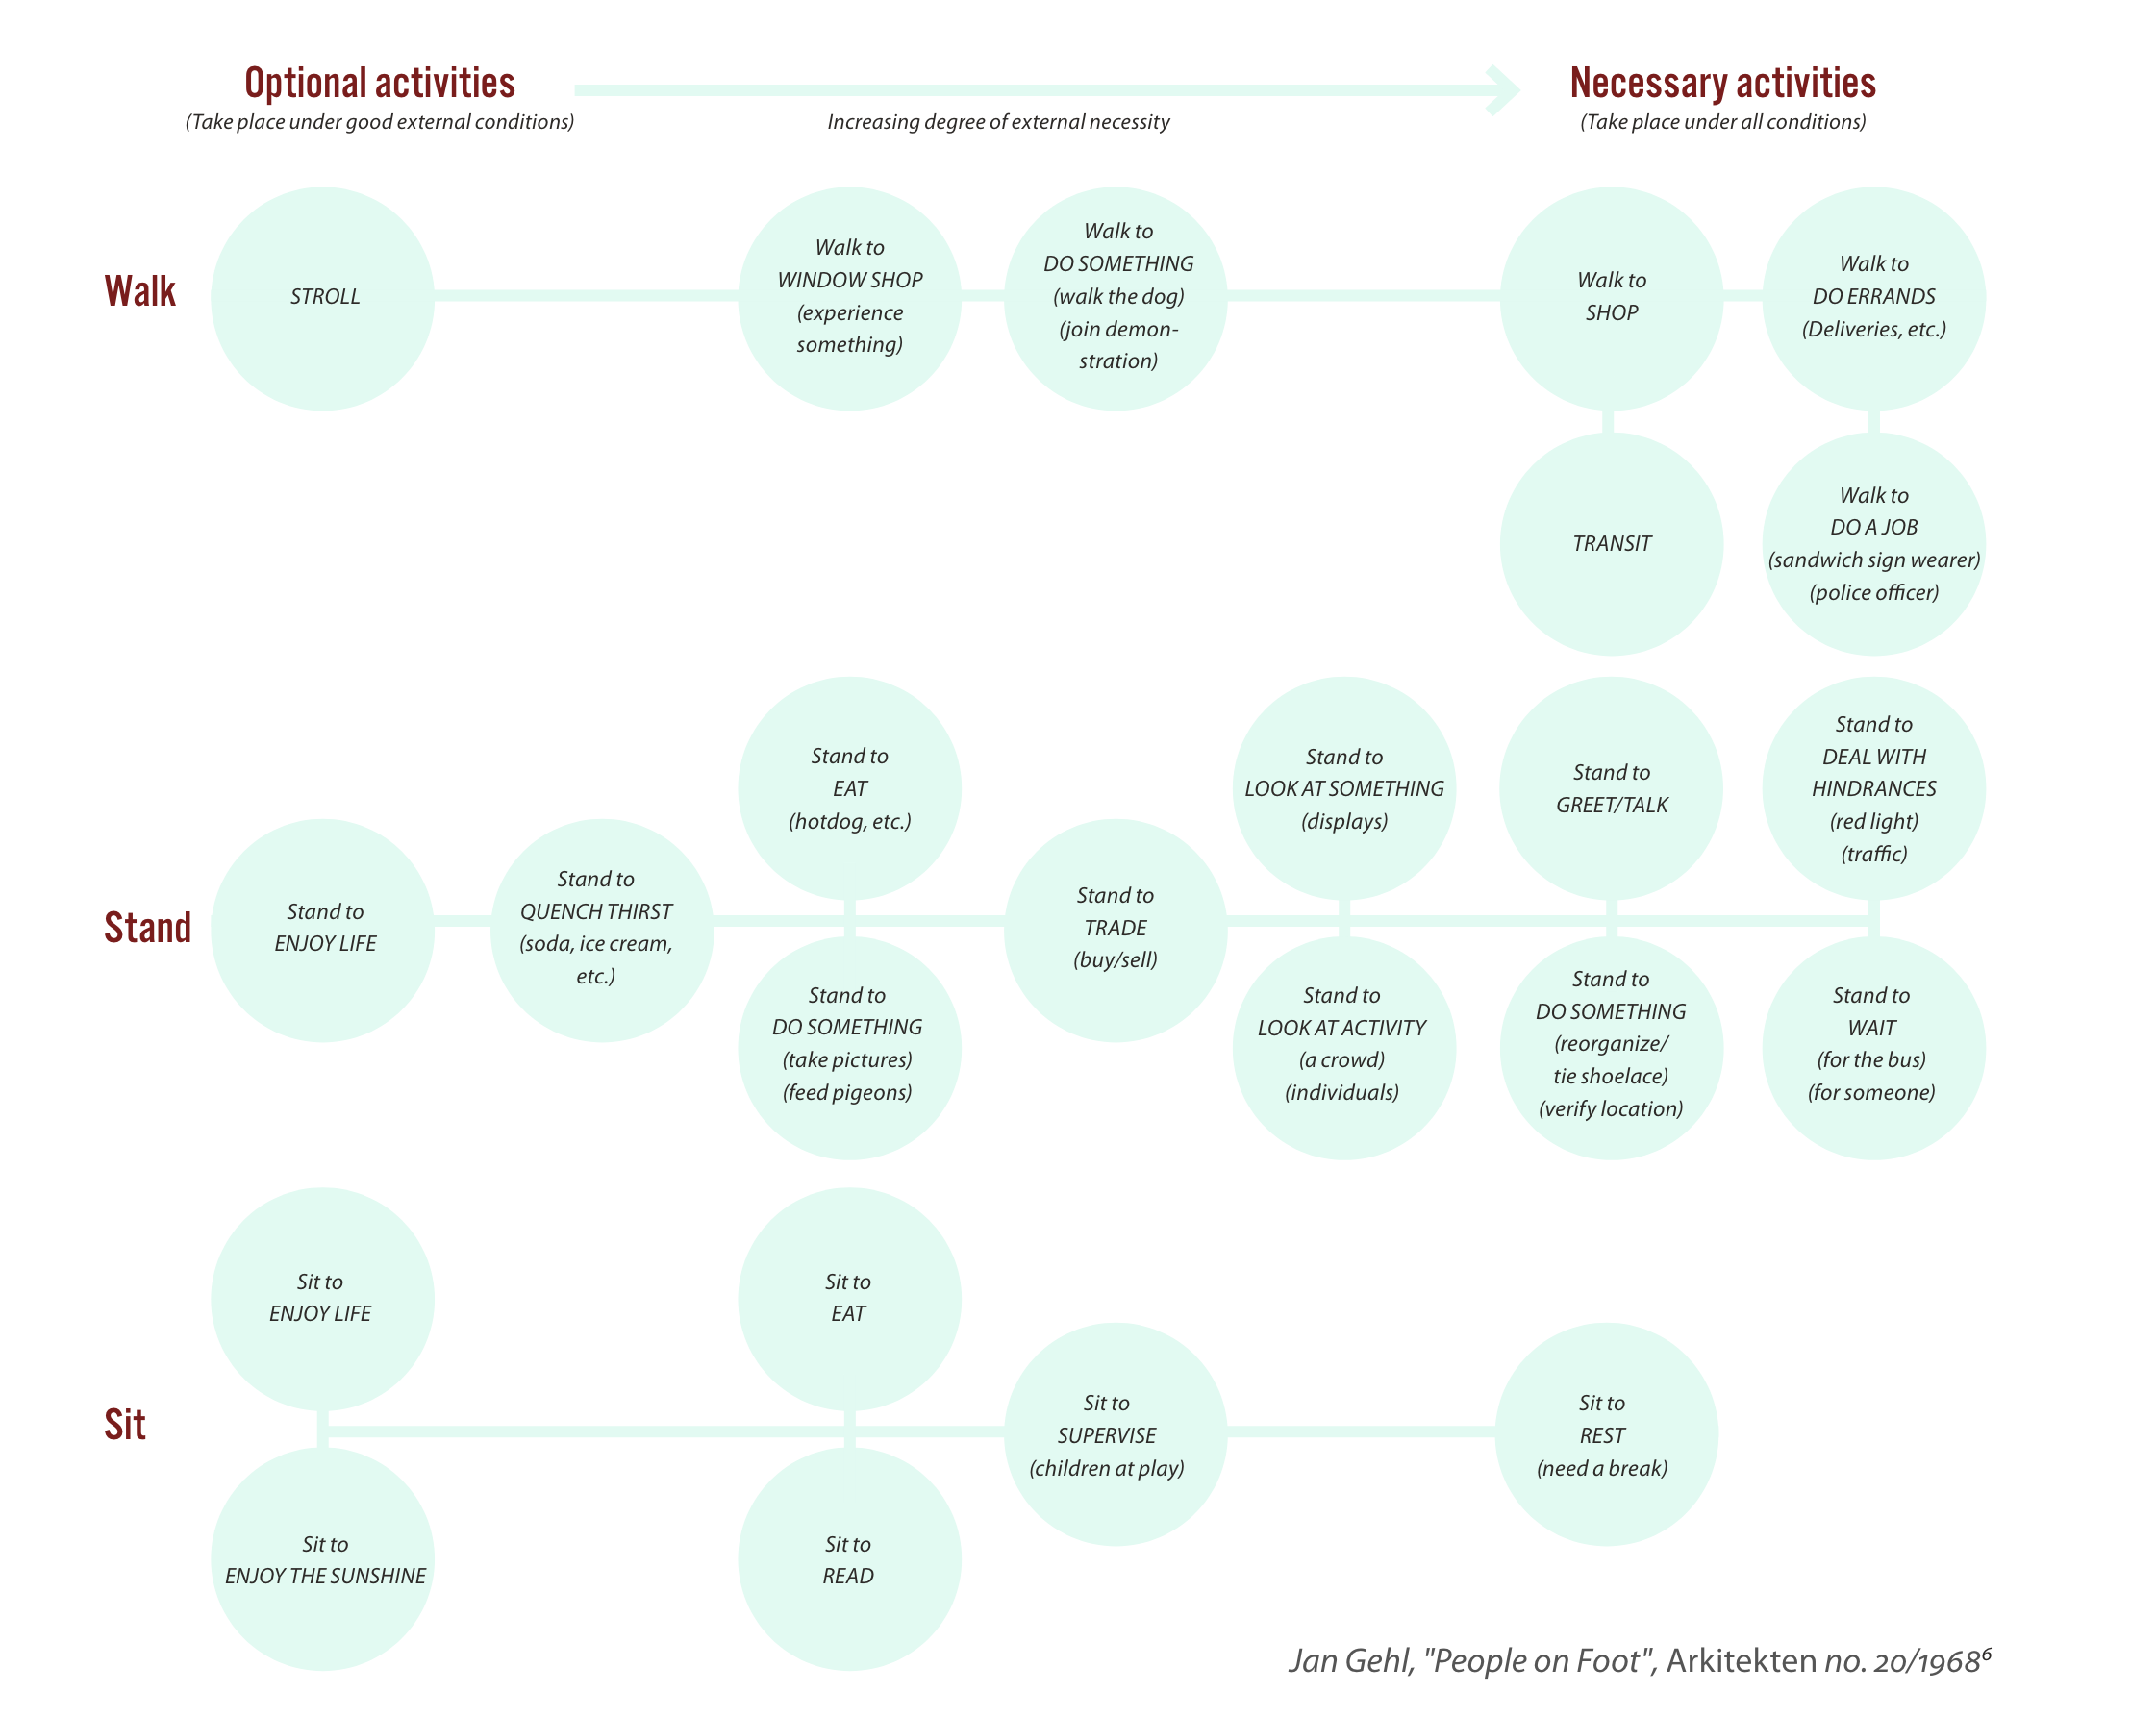 Optional activities
(Take place under good external conditions)
Increasing degree of external necessity
Necessary activities
(Take place under all conditions)
Walk
STROLL
Walk to
WINDOW SHOP
(experience
something)
Walk to
DO SOMETHING
(walk the dog)
(join demon-
stration)
Walk to
SHOP
Walk to
DO ERRANDS
(Deliveries, etc.)
TRANSIT
Walk to
DO A JOB
(sandwich sign wearer)
(police officer)
Stand
Stand to
ENJOY LIFE
Stand to
QUENCH THIRST
(soda, ice cream,
etc.)
Stand to
EAT
(hotdog, etc.)
Stand to
DO SOMETHING
(take pictures)
(feed pigeons)
Stand to
TRADE
(buy/sell)
Stand to
LOOK AT SOMETHING
(displays)
Stand to
LOOK AT ACTIVITY
(a crowd)
(individuals)
Stand to
GREET/TALK
Stand to
DO SOMETHING
(reorganize/
tie shoelace)
(verify location)
Stand to
DEAL WITH
HINDRANCES
(red light)
(traffic)
Stand to
WAIT
(for the bus)
(for someone)
Sit
Sit to
ENJOY LIFE
Sit to
ENJOY THE SUNSHINE
Sit to
EAT
Sit to
READ
Sit to
SUPERVISE
(children at play)
Sit to
REST
(need a break)
Jan Gehl, "People on Foot", Arkitekten no. 20/1968⁶